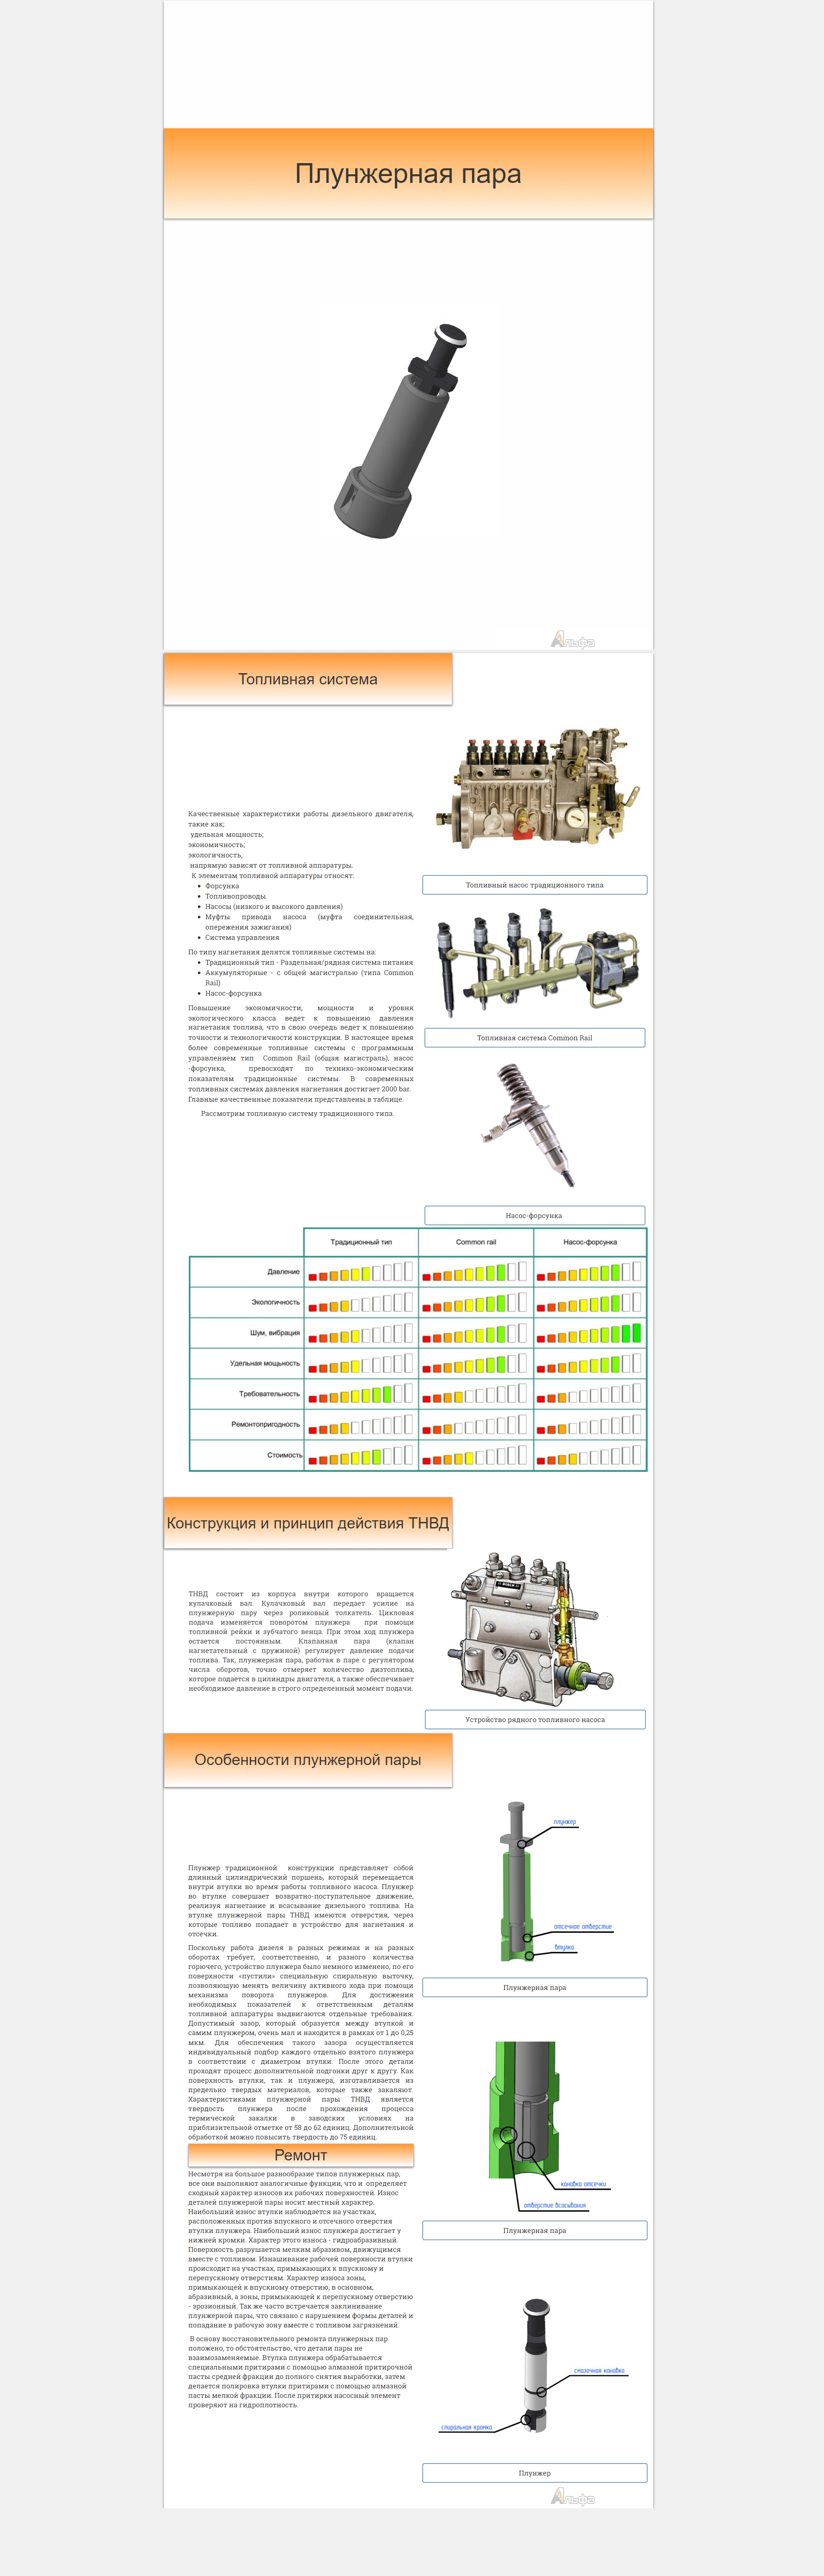 Плунжерная пара
Альфа
Топливная система
Качественные характеристики работы дизельного двигателя,
такие как;
удельная мощность;
экономичность;
экологичность,
напрямую зависят от топливной аппаратуры.
К элементам топливной аппаратуры относят:
• Форсунка
• Топливопроводы
• Насосы (низкого и высокого давления)
• Муфты привода насоса (муфта соединительная,
опережения зажигания)
• Система управления
По типу нагнетания делятся топливные системы на:
• Традиционный тип - Раздельная/рядная система питания
• Аккумуляторные - с общей магистралью (типа Common
Rail)
• Насос-форсунка
Повышение экономичности, мощности и уровня
экологического класса ведет к повышению давления
нагнетания топлива, что в свою очередь ведет к повышению
точности и технологичности конструкции. В настоящее время
более современные топливные системы с программным
управлением тип Common Rail (общая магистраль), насос
-форсунка, превосходят по технико-экономическим
показателям традиционные системы. В современных
топливных системах давления нагнетания достигает 2000 bar.
Главные качественные показатели представлены в таблице.
Рассмотрим топливную систему традиционного типа.
Топливный насос традиционного типа
Топливная система Common Rail
Насос-форсунка
Традиционный тип
Common rail
Насос-форсунка
Давление
Экологичность
Шум, вибрация
Удельная мощьность
Требовательность
Ремонтопригодность
Стоимость
Конструкция и принцип действия ТНВД
ТНВД состоит из корпуса внутри которого вращается
кулачковый вал. Кулачковый вал передает усилие на
плунжерную пару через роликовый толкатель. Цикловая
подача изменяется поворотом плунжера при помощи
топливной рейки и зубчатого венца. При этом ход плунжера
остается постоянным. Клапанная пара (клапан
нагнетательный с пружиной) регулирует давление подачи
топлива. Так, плунжерная пара, работая в паре с регулятором
числа оборотов, точно отмеряет количество дизтоплива,
которое подается в цилиндры двигателя, а также обеспечивает
необходимое давление в строго определенный момент подачи.
Устройство рядного топливного насоса
Особенности плунжерной пары
Плунжер традиционной конструкции представляет собой
длинный цилиндрический поршень, который перемещается
внутри втулки во время работы топливного насоса. Плунжер
во втулке совершает возвратно-поступательное движение,
реализуя нагнетание и всасывание дизельного топлива. На
втулке плунжерной пары ТНВД имеются отверстия, через
которые топливо попадает в устройство для нагнетания и
отсечки.
Поскольку работа дизеля в разных режимах и на разных
оборотах требует, соответственно, и разного количества
горючего, устройство плунжера было немного изменено, по его
поверхности «пустили» специальную спиральную выточку,
позволяющую менять величину активного хода при помощи
механизма поворота плунжеров. Для достижения
необходимых показателей к ответственным деталям
топливной аппаратуры выдвигаются отдельные требования.
Допустимый зазор, который образуется между втулкой и
самим плунжером, очень мал и находится в рамках от 1 до 0,25
мкм. Для обеспечения такого зазора осуществляется
индивидуальный подбор каждого отдельно взятого плунжера
в соответствии с диаметром втулки. После этого детали
проходят процесс дополнительной подгонки друг к другу. Как
поверхность втулки, так и плунжера, изготавливается из
предельно твердых материалов, которые также закаляют.
Характеристиками плунжерной пары ТНВД является
твердость плунжера после прохождения процесса
термической закалки в заводских условиях на
приблизительной отметке от 58 до 62 единиц. Дополнительной
обработкой можно повысить твердость до 75 единиц.
плунжер
отсечное отверстие
втулка
Плунжерная пара
канавка отсечки
отверстие всасывания
Плунжерная пара
Ремонт
Несмотря на большое разнообразие типов плунжерных пар,
все они выполняют аналогичные функции, что и определяет
сходный характер износов их рабочих поверхностей. Износ
деталей плунжерной пары носит местный характер.
Наибольший износ втулки наблюдается на участках,
расположенных против впускного и отсечного отверстия
втулки плунжера. Наибольший износ плунжера достигает у
нижней кромки. Характер этого износа - гидроабразивный.
Поверхность разрушается мелким абразивом, движущимся
вместе с топливом. Изнашивание рабочей поверхности втулки
происходит на участках, примыкающих к впускному и
перепускному отверстиям. Характер износа зоны,
примыкающей к впускному отверстию, в основном,
абразивный, а зоны, примыкающей к перепускному отверстию
- эрозионный. Так же часто встречается заклинивание
плунжерной пары, что связано с нарушением формы деталей и
попадание в рабочую зону вместе с топливом загрязнений.
В основу восстановительного ремонта плунжерных пар
положено, то обстоятельство, что детали пары не
взаимозаменяемые. Втулка плунжера обрабатывается
специальными притирами с помощью алмазной притирочной
пасты средней фракции до полного снятия выработки, затем
делается полировка втулки притирами с помощью алмазной
пасты мелкой фракции. После притирки насосный элемент
проверяют на гидроплотность.
смазочная канавка
спиральная кромка
Плунжер
Альфа